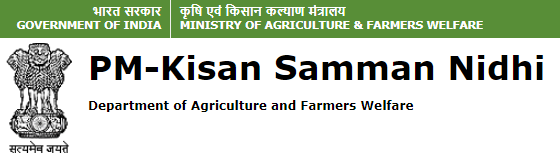 भारत सरकार
GOVERNMENT OF INDIA
कृषि एवं किसान कल्याण मंत्रालय
MINISTRY OF AGRICULTURE & FARMERS WELFARE
PM-Kisan Samman Nidhi
Department of Agriculture and Farmers Welfare
सत्यमेव जयते